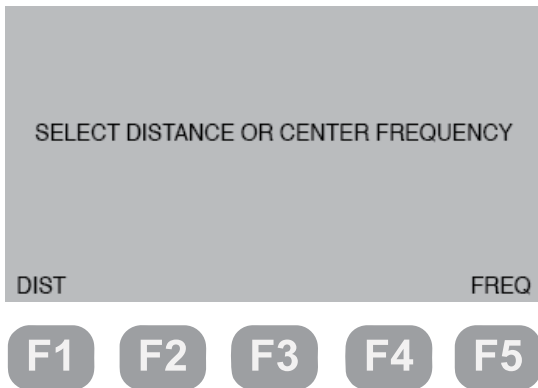 SELECT DISTANCE OR CENTER FREQUENCY
DIST FREQ
F1 F2 F3 F4 F5